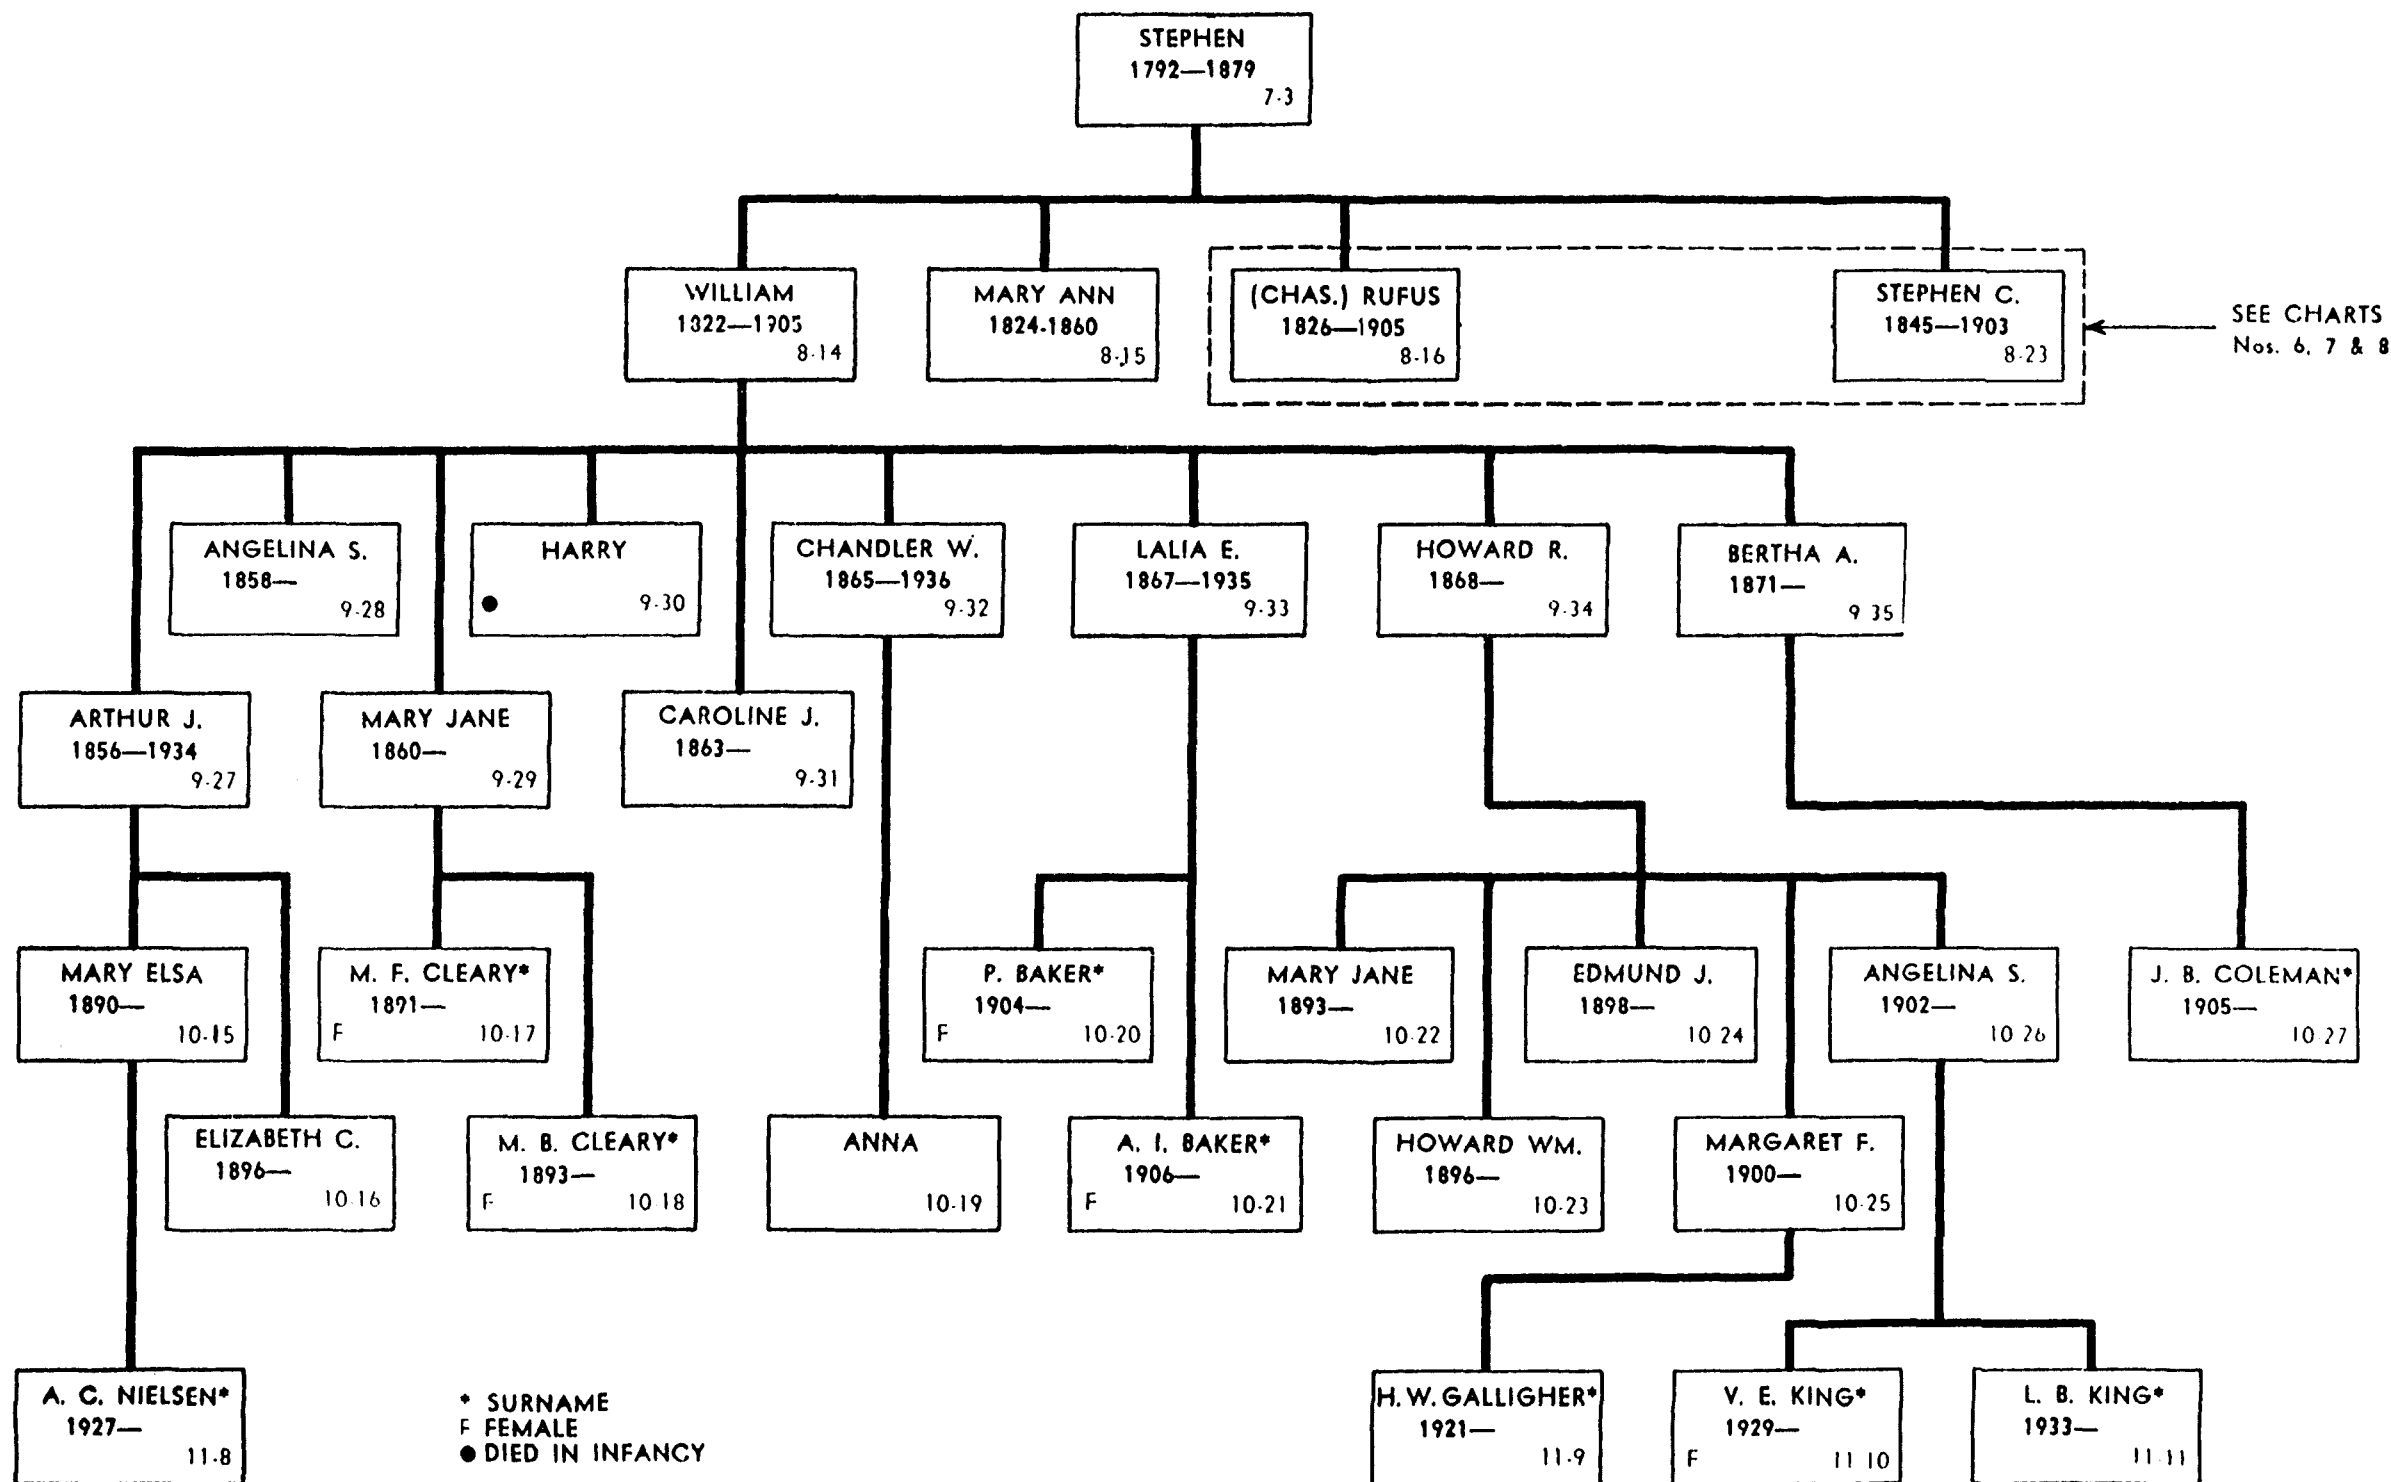 STEPHEN
1792—1879
7-3
WILLIAM
1822—1905
8-14
MARY ANN
1824-1860
8-15
(CHAS.) RUFUS
1826—1905
8-16
STEPHEN C.
1845—1903
8-23
SEE CHARTS
Nos. 6, 7 & 8
ANGELINA S.
1858—
9-28
HARRY
● 9-30
CHANDLER W.
1865—1936
9-32
LALIA E.
1867—1935
9-33
HOWARD R.
1868—
9-34
BERTHA A.
1871—
9 35
ARTHUR J.
1856—1934
9-27
MARY JANE
1860—
9-29
CAROLINE J.
1863—
9-31
MARY ELSA
1890—
10-15
M. F. CLEARY*
1891—
F 10-17
P. BAKER*
1904—
F 10-20
MARY JANE
1893—
10-22
EDMUND J.
1898—
10 24
ANGELINA S.
1902—
10 26
J. B. COLEMAN*
1905—
10-27
ELIZABETH C.
1896—
10-16
M. B. CLEARY*
1893—
F 10 18
ANNA
10-19
A. I. BAKER*
1906—
F 10-21
HOWARD WM.
1896—
10-23
MARGARET F.
1900—
10-25
A. C. NIELSEN*
1927—
11-8
* SURNAME
F FEMALE
● DIED IN INFANCY
H. W. GALLIGHER*
1921—
11-9
V. E. KING*
1929—
F 11 10
L. B. KING*
1933—
11-11